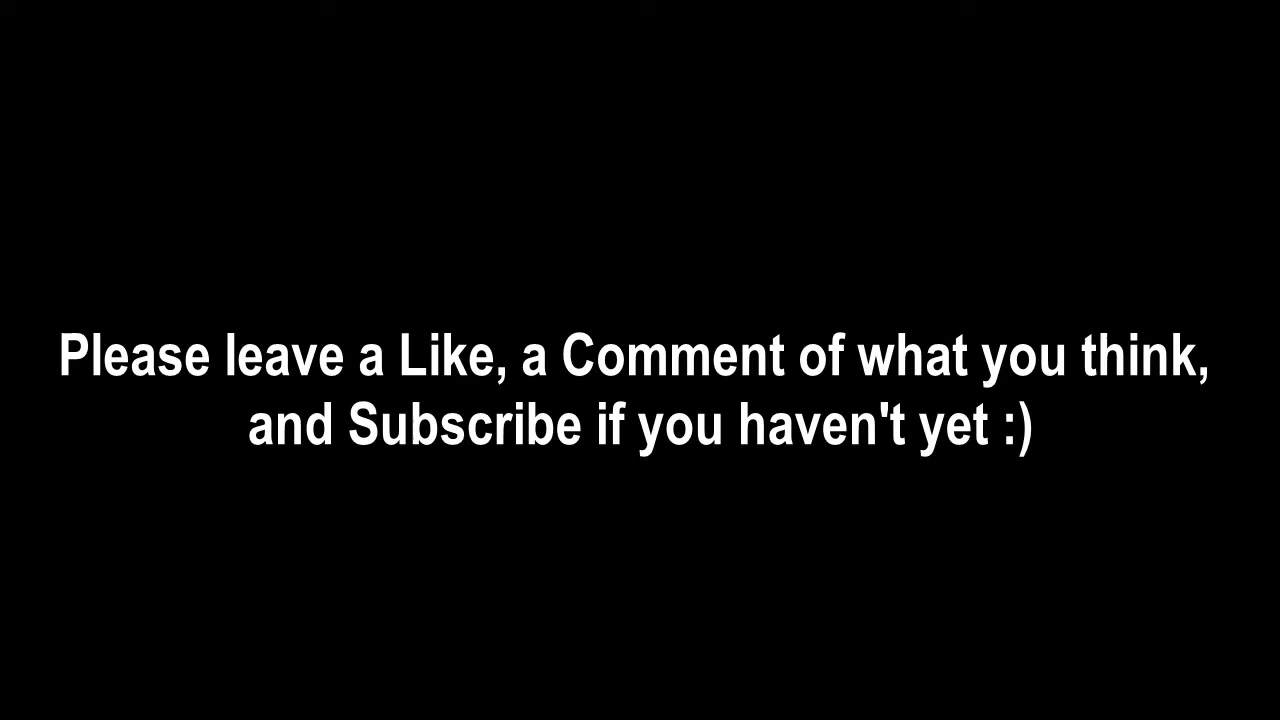 Please leave a Like, a Comment of what you think,
and Subscribe if you haven't yet :)